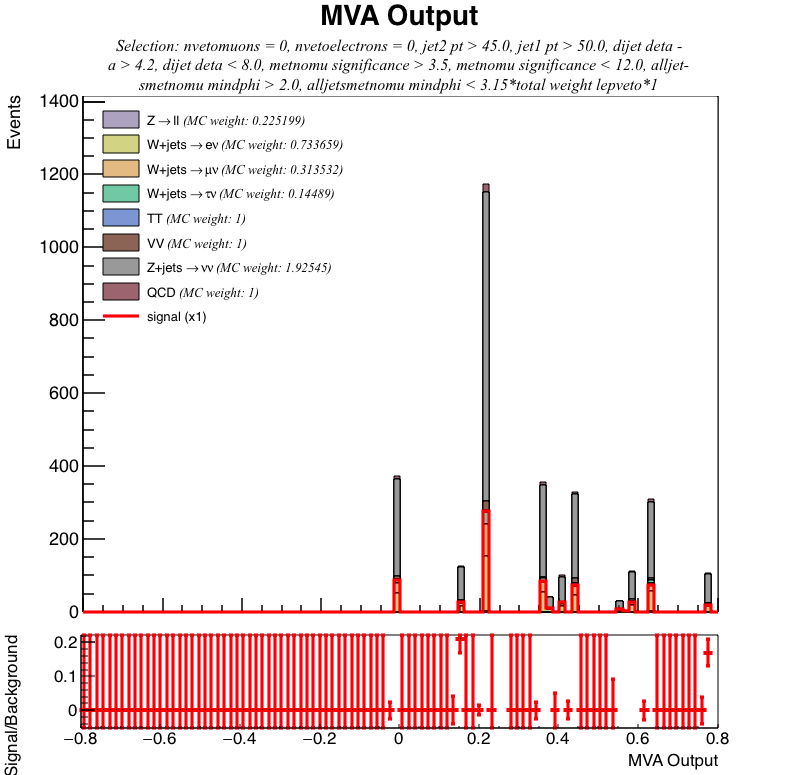 MVA Output
Selection: nvetomuons = 0, nvetoelectrons = 0, jet2 pt > 45.0, jet1 pt > 50.0, dijet deta -
a > 4.2, dijet deta < 8.0, metnomu significance > 3.5, metnomu significance < 12.0, alljet-
smetnomu mindphi > 2.0, alljetsmetnomu mindphi < 3.15*total weight lepveto*1
Events
1400
1200
1000
800
600
400
200
0
Z → ll (MC weight: 0.225199)
W+jets → eν (MC weight: 0.733659)
W+jets → μν (MC weight: 0.313532)
W+jets → τν (MC weight: 0.14489)
TT (MC weight: 1)
VV (MC weight: 1)
Z+jets → νν (MC weight: 1.92545)
QCD (MC weight: 1)
signal (x1)
Signal/Background
0.2
0.1
0
−0.8 −0.6 −0.4 −0.2 0 0.2 0.4 0.6 0.8
MVA Output